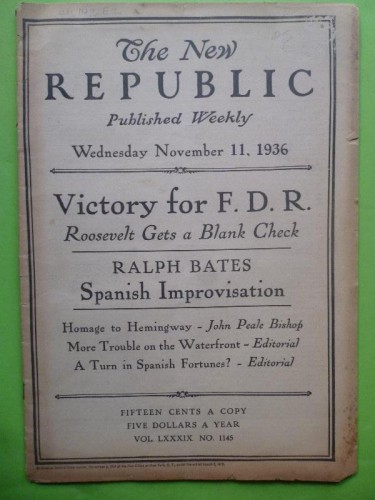 The New
REPUBLIC
Published Weekly
Wednesday November 11, 1936
Victory for F. D. R.
Roosevelt Gets a Blank Check
RALPH BATES
Spanish Improvisation
Homage to Hemingway - John Peale Bishop
More Trouble on the Waterfront - Editorial
A Turn in Spanish Fortunes? - Editorial
FIFTEEN CENTS A COPY
FIVE DOLLARS A YEAR
VOL LXXXIX NO. 1145